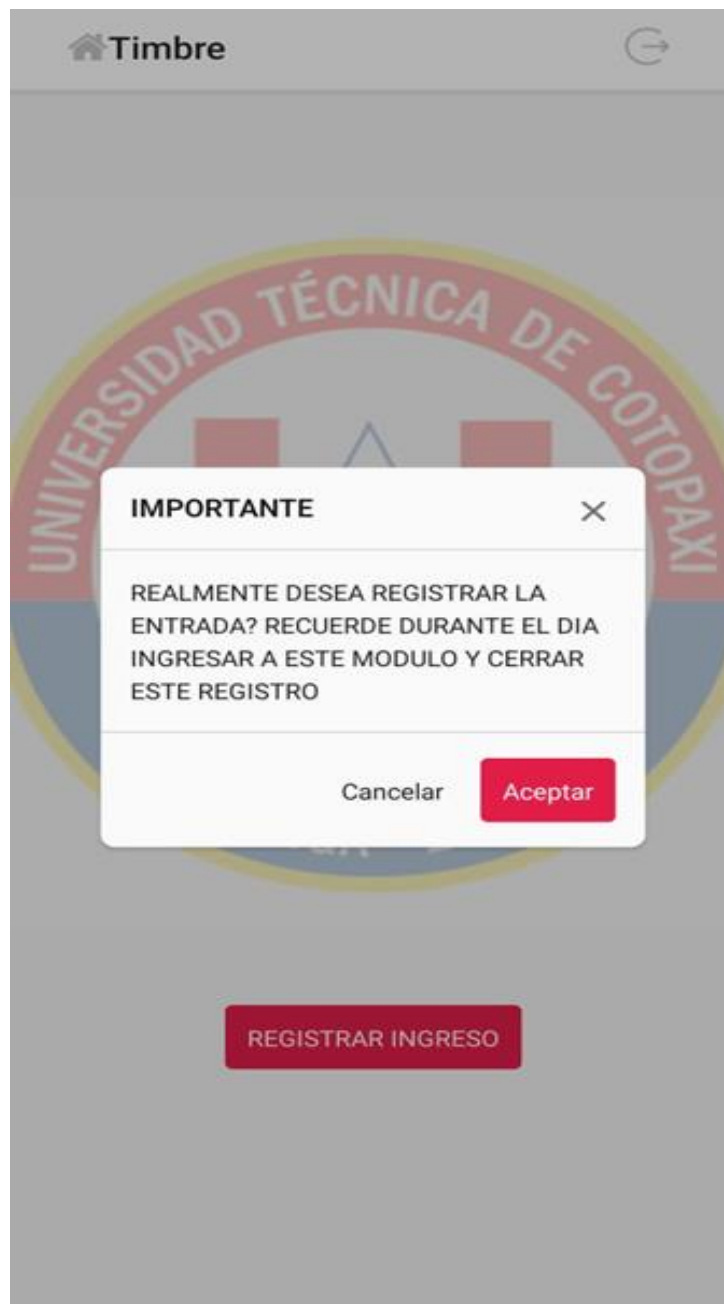 Timbre
UNIVERSIDAD TÉCNICA DE COTOPAXI
IMPORTANTE
REALMENTE DESEA REGISTRAR LA
ENTRADA? RECUERDE DURANTE EL DIA
INGRESAR A ESTE MODULO Y CERRAR
ESTE REGISTRO
Cancelar
Aceptar
REGISTRAR INGRESO